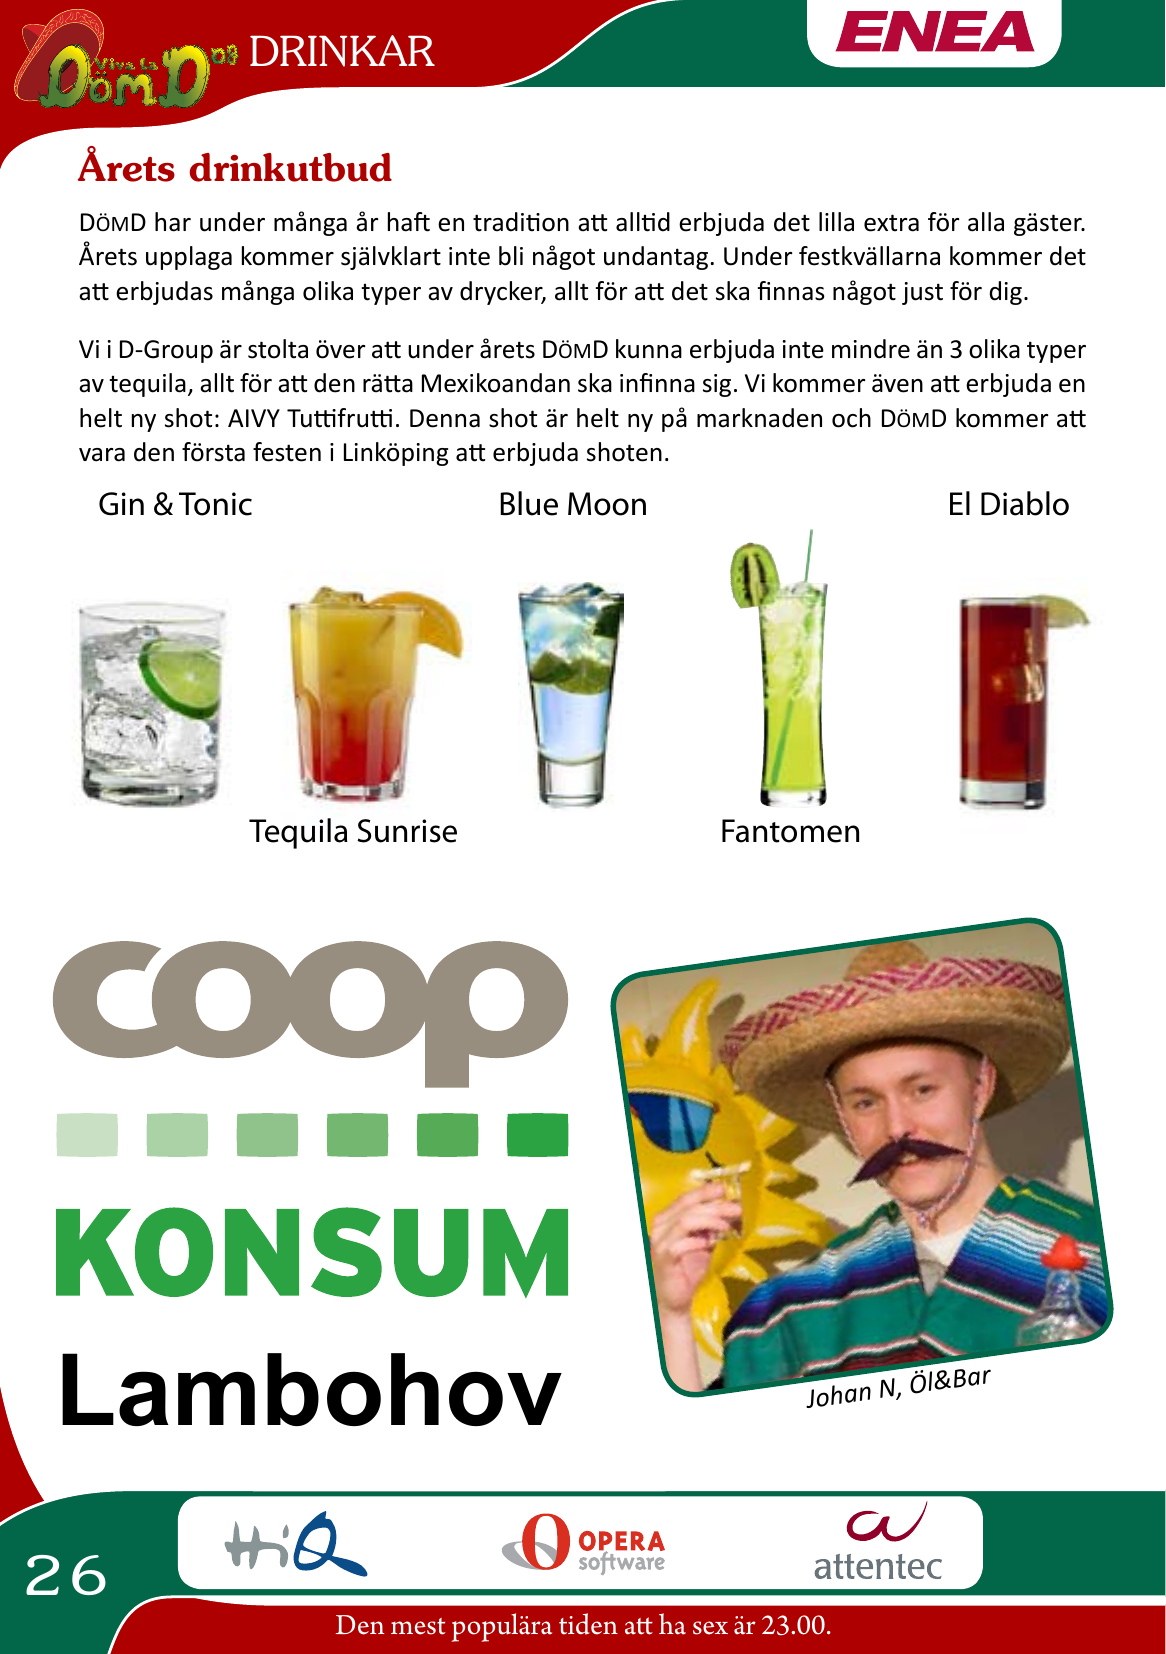 Viva la
DÖMD 08
DRINKAR
ENEA
Årets drinkutbud
DÖMD har under många år haft en tradition att alltid erbjuda det lilla extra för alla gäster.
Årets upplaga kommer självklart inte bli något undantag. Under festkvällarna kommer det
att erbjudas många olika typer av drycker, allt för att det ska finnas något just för dig.
Vi i D-Group är stolta över att under årets DÖMD kunna erbjuda inte mindre än 3 olika typer
av tequila, allt för att den rätta Mexikoandan ska infinna sig. Vi kommer även att erbjuda en
helt ny shot: AIVY Tuttifrutti. Denna shot är helt ny på marknaden och DÖMD kommer att
vara den första festen i Linköping att erbjuda shoten.
Gin & Tonic
Blue Moon
El Diablo
Tequila Sunrise
Fantomen
coop
KONSUM
Lambohov
Johan N, Öl&Bar
26
HiQ
OPERA
software
attentec
Den mest populära tiden att ha sex är 23.00.